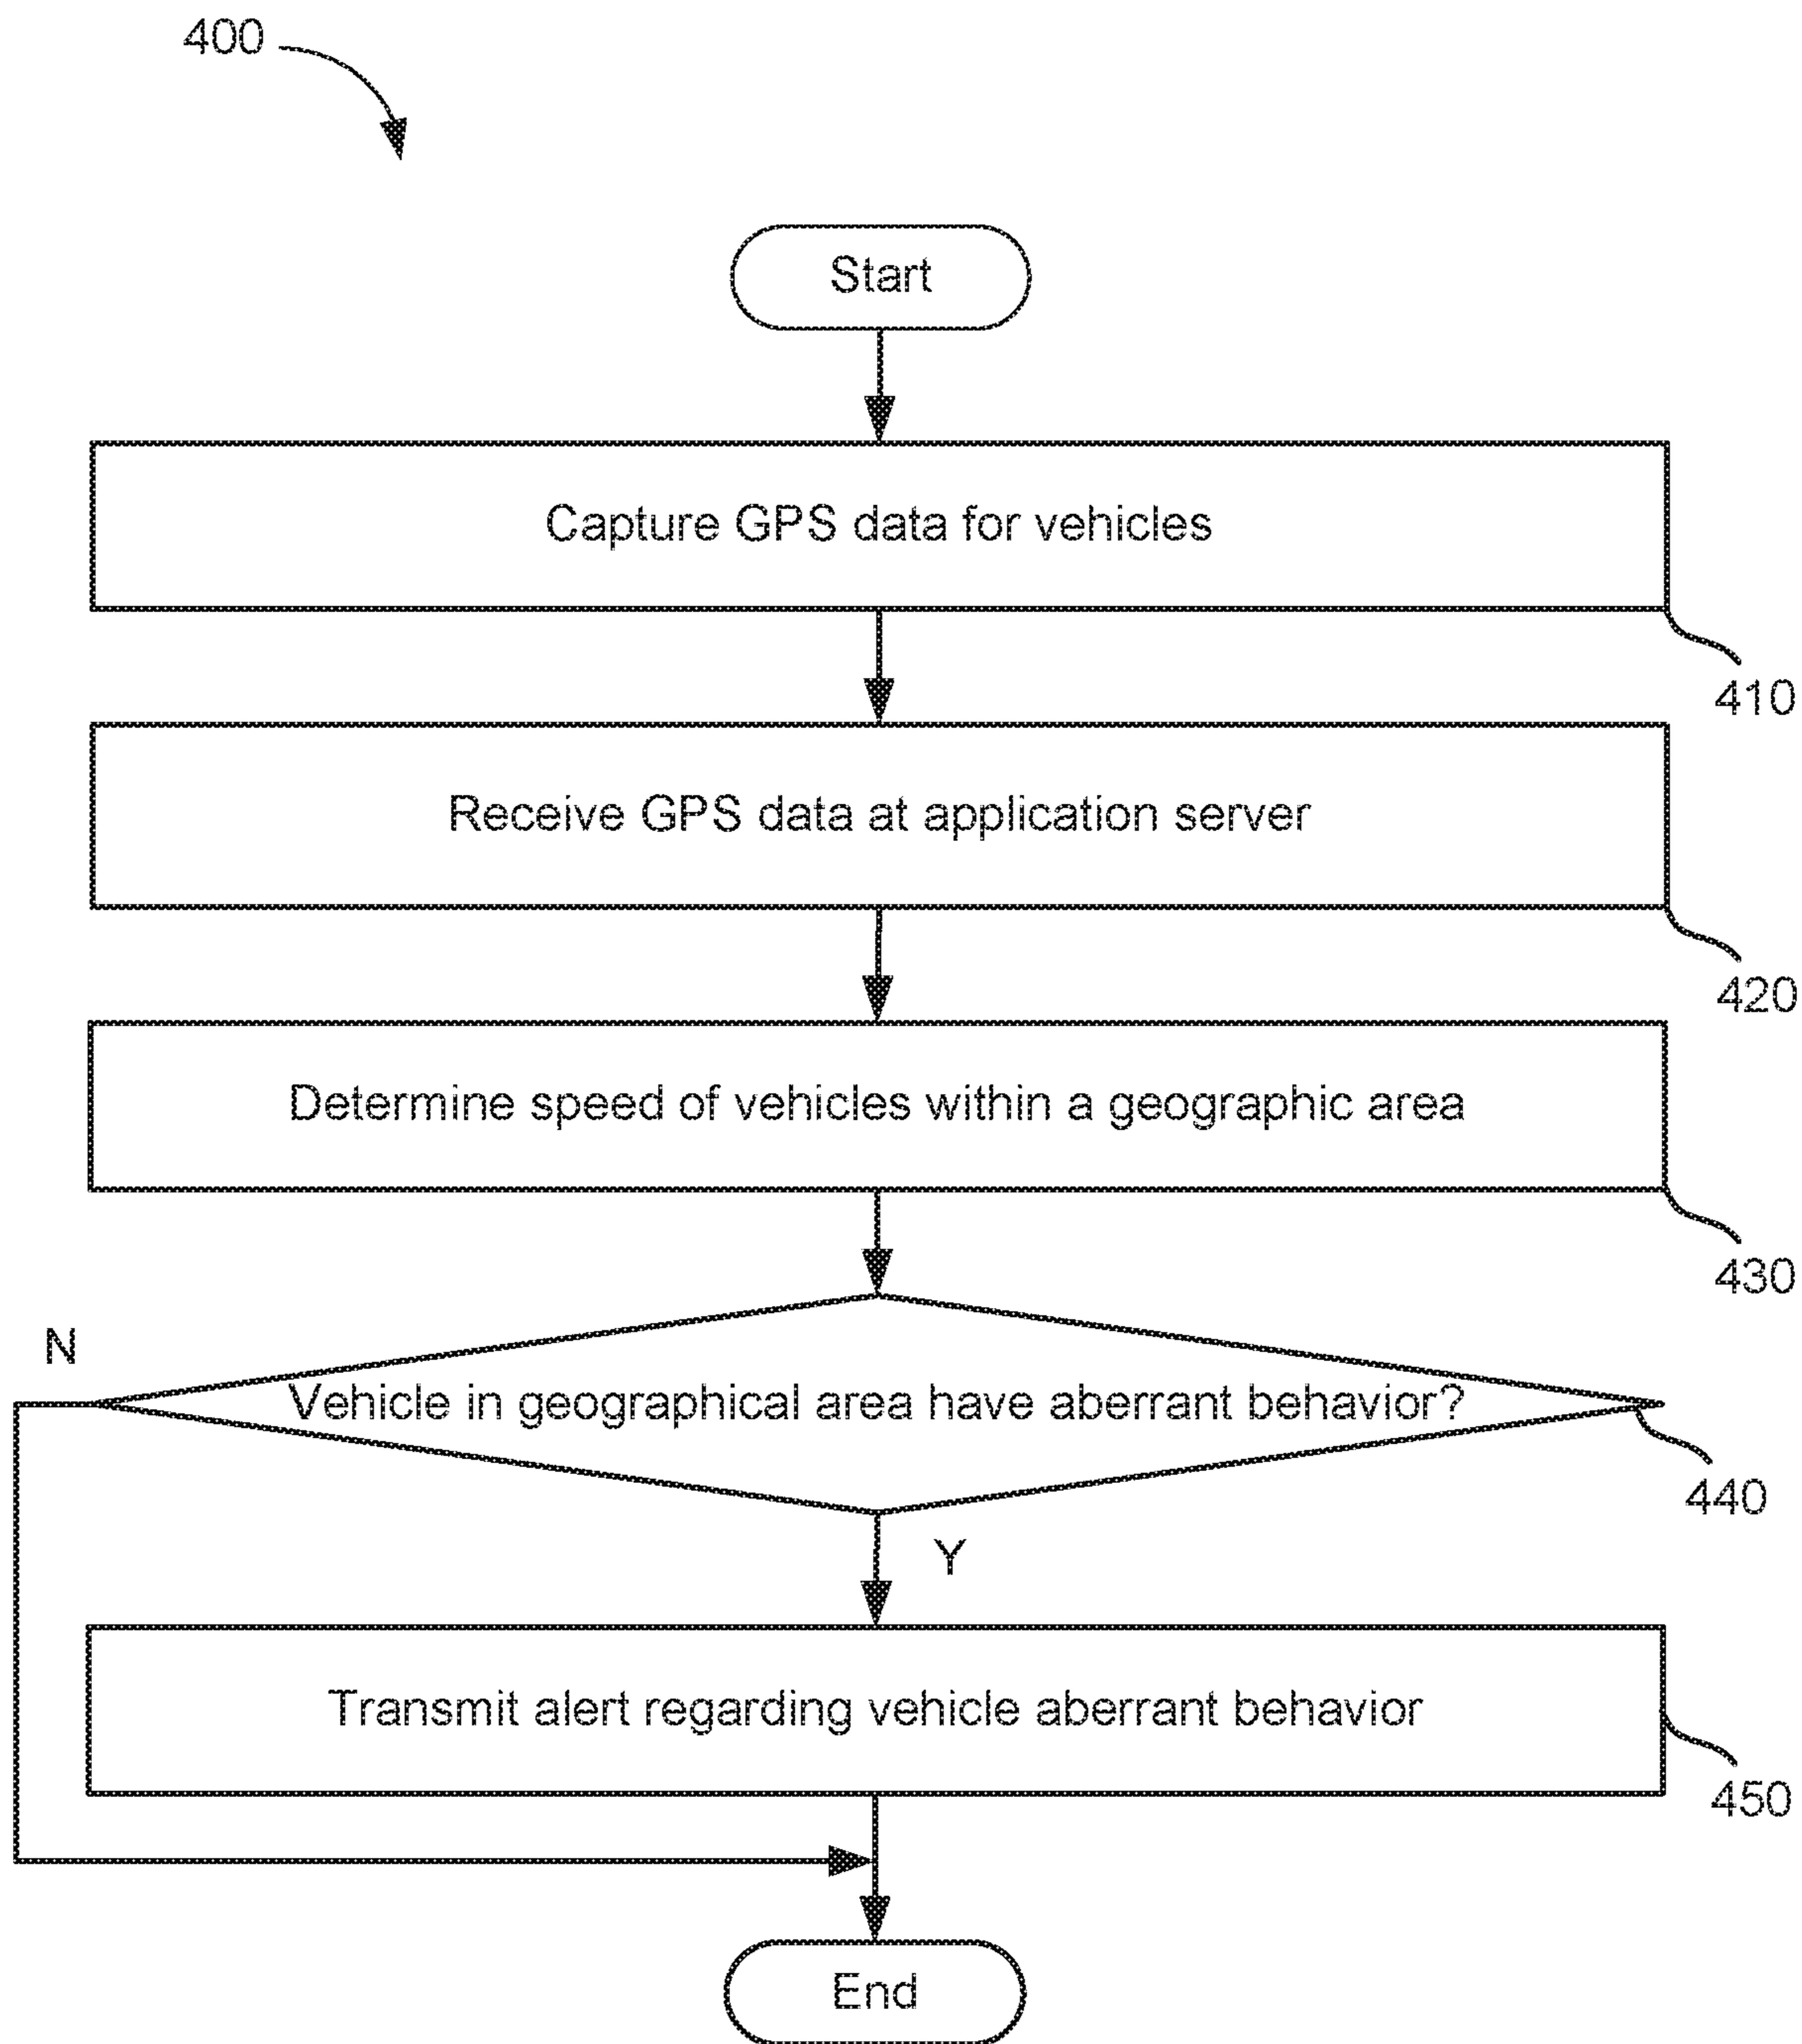 400
Start
Capture GPS data for vehicles
410
Receive GPS data at application server
420
Determine speed of vehicles within a geographic area
430
N
Vehicle in geographical area have aberrant behavior?
440
Y
Transmit alert regarding vehicle aberrant behavior
450
End